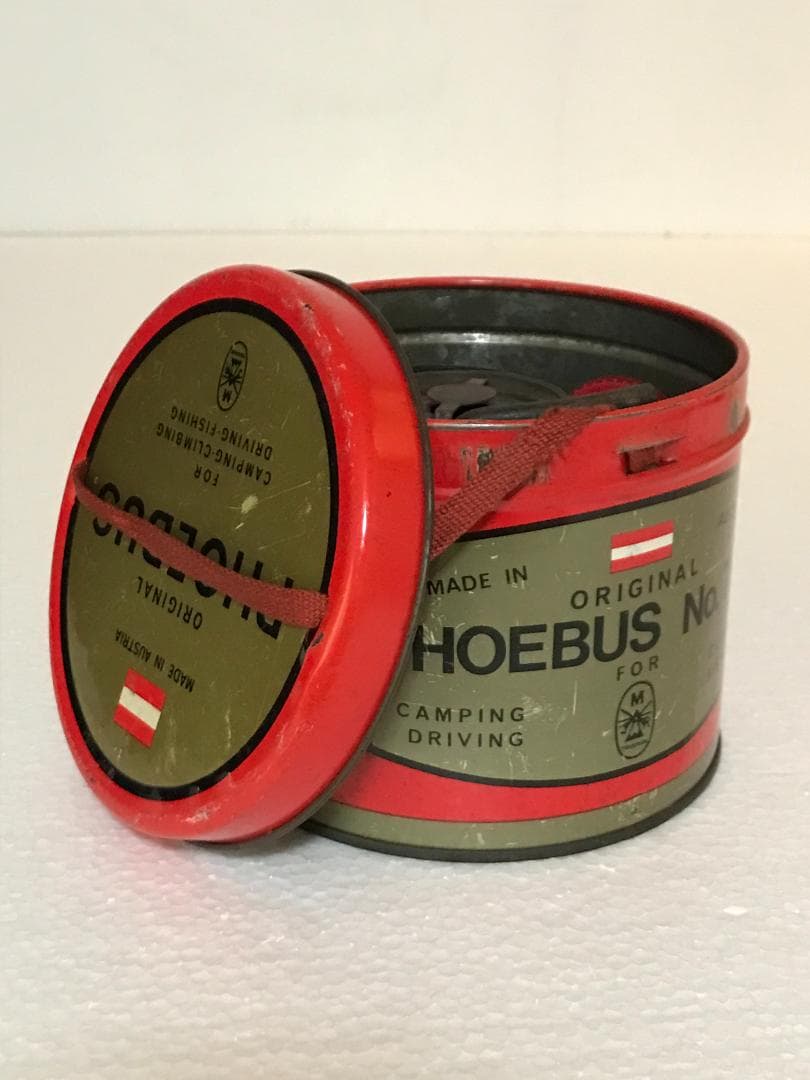 MADE IN AUSTRIA
ORIGINAL
PHOEBUS
FOR
CAMPING-CLIMBING
DRIVING-FISHING
M
MADE IN
ORIGINAL
HOEBUS No.
FOR
CAMPING
DRIVING
M